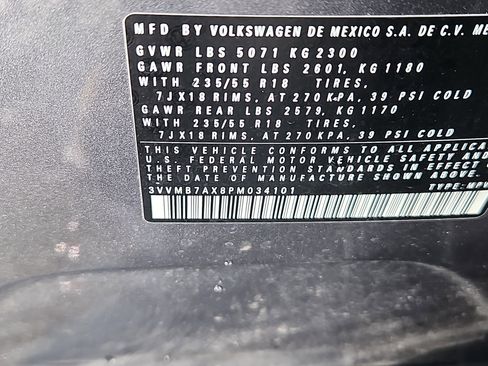 MFD BY VOLKSWAGEN DE MEXICO S.A. DE C.V. ME
GVWR LBS 5071 KG 2300
GAWR FRONT LBS 2601, KG 1180
WITH 235/55 R18 TIRES,
7JX18 RIMS, AT 270 KPA, 39 PSI COLD
GAWR REAR LBS 2579, KG 1170
WITH 235/55 R18 TIRES,
7JX18 RIMS, AT 270 KPA, 39 PSI COLD
THIS VEHICLE CONFORMS TO ALL APPLICA
U.S. FEDERAL MOTOR VEHICLE SAFETY AND
THEFT PREVENTION STANDARDS IN EFFECT
DATE OF MANUFACTURE SHOWN ABOVE.
3VVMB7AX8PM034101
TYPE: MPV